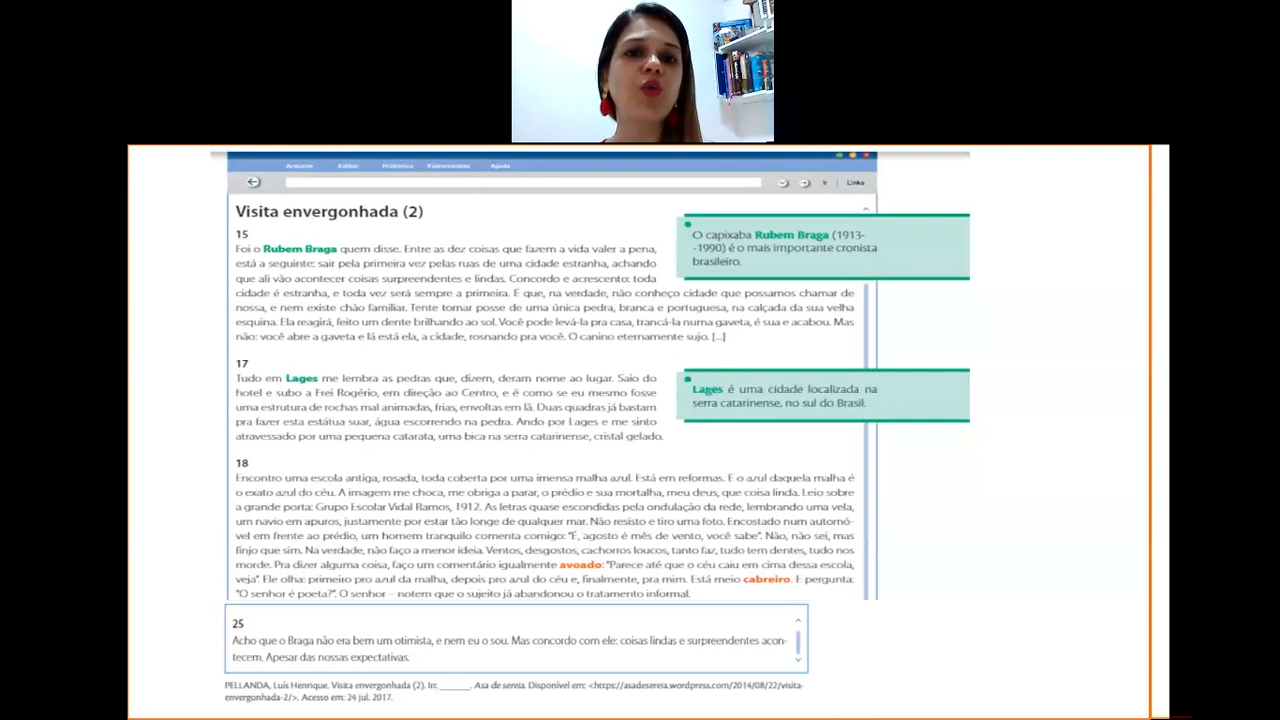 Arquivo Editar Histórico Ferramentas Ajuda
Ir Links
Visita envergonhada (2)
15
Foi o Rubem Braga quem disse. Entre as dez coisas que fazem a vida valer a pena,
está a seguinte: sair pela primeira vez pelas ruas de uma cidade estranha, achando
que ali vão acontecer coisas surpreendentes e lindas. Concordo e acrescento: toda
cidade é estranha, e toda vez será sempre a primeira. E que, na verdade, não conheço cidade que possamos chamar de
nossa, e nem existe chão familiar. Tente tomar posse de uma única pedra, branca e portuguesa, na calçada da sua velha
esquina. Ela reagirá, feito um dente brilhando ao sol. Você pode levá-la pra casa, trancá-la numa gaveta, é sua e acabou. Mas
não: você abre a gaveta e lá está ela, a cidade, rosnando pra você. O canino eternamente sujo. [...]
O capixaba Rubem Braga (1913-
-1990) é o mais importante cronista
brasileiro.
17
Tudo em Lages me lembra as pedras que, dizem, deram nome ao lugar. Saio do
hotel e subo a Frei Rogério, em direção ao Centro, e é como se eu mesmo fosse
uma estrutura de rochas mal animadas, frias, envoltas em lã. Duas quadras já bastam
pra fazer esta estátua suar, água escorrendo na pedra. Ando por Lages e me sinto
atravessado por uma pequena catarata, uma bica na serra catarinense, cristal gelado.
Lages é uma cidade localizada na
serra catarinense, no sul do Brasil.
18
Encontro uma escola antiga, rosada, toda coberta por uma imensa malha azul. Está em reformas. E o azul daquela malha é
o exato azul do céu. A imagem me choca, me obriga a parar, o prédio e sua mortalha, meu deus, que coisa linda. Leio sobre
a grande porta: Grupo Escolar Vidal Ramos, 1912. As letras quase escondidas pela ondulação da rede, lembrando uma vela,
um navio em apuros, justamente por estar tão longe de qualquer mar. Não resisto e tiro uma foto. Encostado num automó-
vel em frente ao prédio, um homem tranquilo comenta comigo: "É, agosto é mês de vento, você sabe". Não, não sei, mas
finjo que sim. Na verdade, não faço a menor ideia. Ventos, desgostos, cachorros loucos, tanto faz, tudo tem dentes, tudo nos
morde. Pra dizer alguma coisa, faço um comentário igualmente avoado: "Parece até que o céu caiu em cima dessa escola,
veja". Ele olha: primeiro pro azul da malha, depois pro azul do céu e, finalmente, pra mim. Está meio cabreiro. E pergunta:
"O senhor é poeta?". O senhor – notem que o sujeito já abandonou o tratamento informal.
25
Acho que o Braga não era bem um otimista, e nem eu o sou. Mas concordo com ele: coisas lindas e surpreendentes acon-
tecem. Apesar das nossas expectativas.
PELLANDA, Luís Henrique. Visita envergonhada (2). In: ______. Asa de sereia. Disponível em: <https://asadesereia.wordpress.com/2014/08/22/visita-
envergonhada-2/>. Acesso em: 24 jul. 2017.